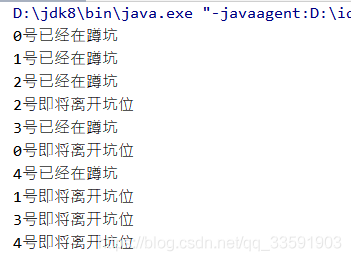 D:\jdk8\bin\java.exe "-javaagent:D:\ic
0号已经在蹲坑
1号已经在蹲坑
2号已经在蹲坑
2号即将离开坑位
3号已经在蹲坑
0号即将离开坑位
4号已经在蹲坑
1号即将离开坑位
3号即将离开坑位
4号即将离开坑位
https://blog.csdn.net/qq_33591903